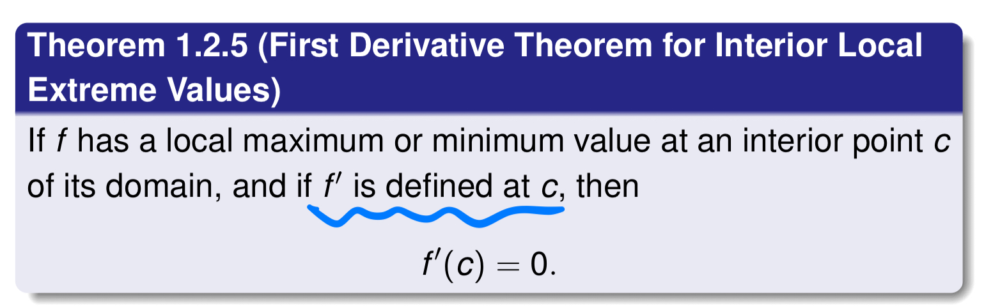 Theorem 1.2.5 (First Derivative Theorem for Interior Local
Extreme Values)
If f has a local maximum or minimum value at an interior point c
of its domain, and if f′ is defined at c, then
f′(c) = 0.